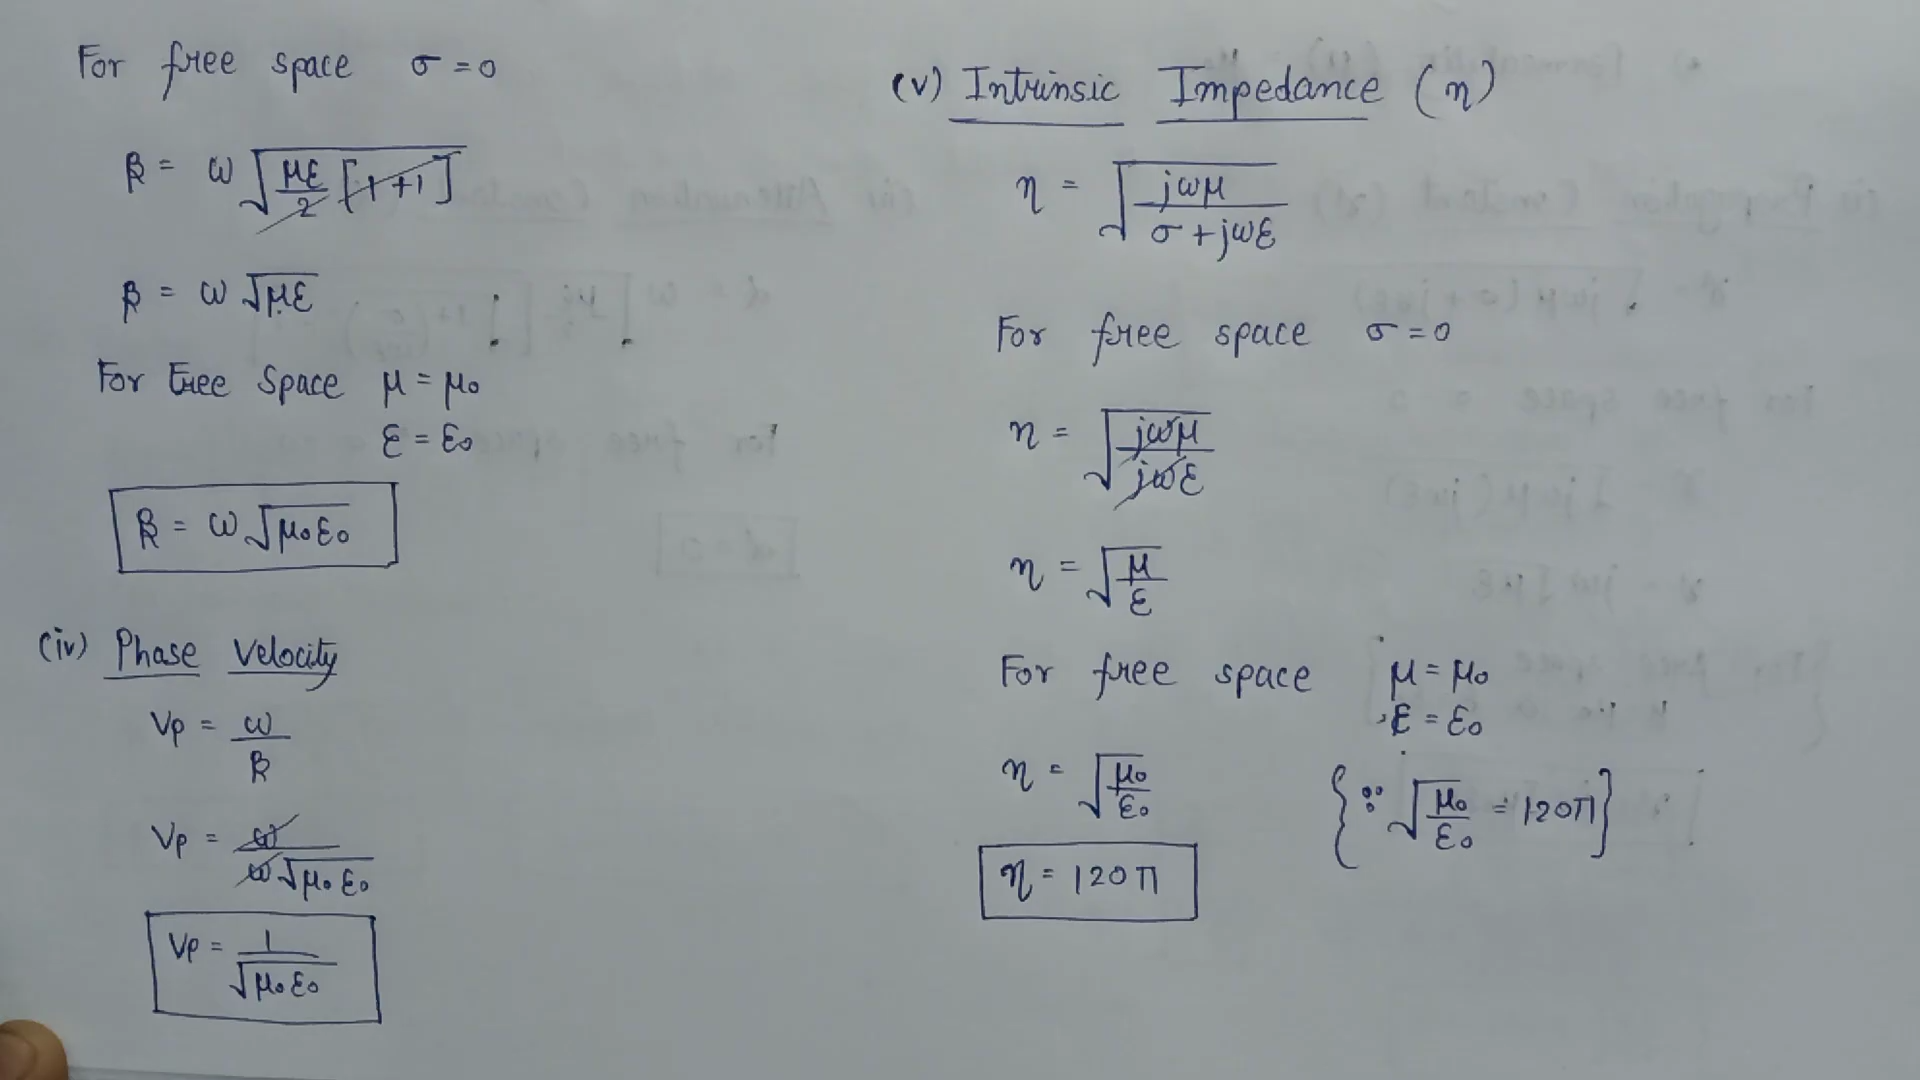 For free space σ = 0
β = ω √(με/2 [1+1])
β = ω √με
For Free Space μ = μ₀
ε = ε₀
β = ω √μ₀ε₀
(iv) Phase Velocity
Vp = ω/β
Vp = ω/(ω√μ₀ε₀)
Vp = 1/√μ₀ε₀
(v) Intrinsic Impedance (η)
η = √(jωμ/(σ+jωε))
For free space σ = 0
η = √(jωμ/jωε)
η = √(μ/ε)
For free space μ = μ₀
, ε = ε₀
η = √(μ₀/ε₀) {∵ √(μ₀/ε₀) = 120π}
η = 120π